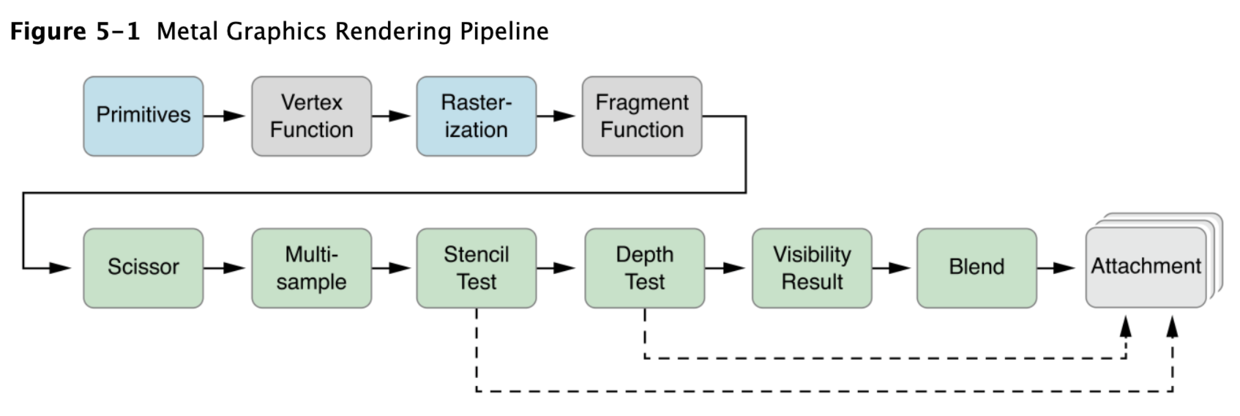 Figure 5-1 Metal Graphics Rendering Pipeline
Primitives
Vertex
Function
Raster-
ization
Fragment
Function
Scissor
Multi-
sample
Stencil
Test
Depth
Test
Visibility
Result
Blend
Attachment